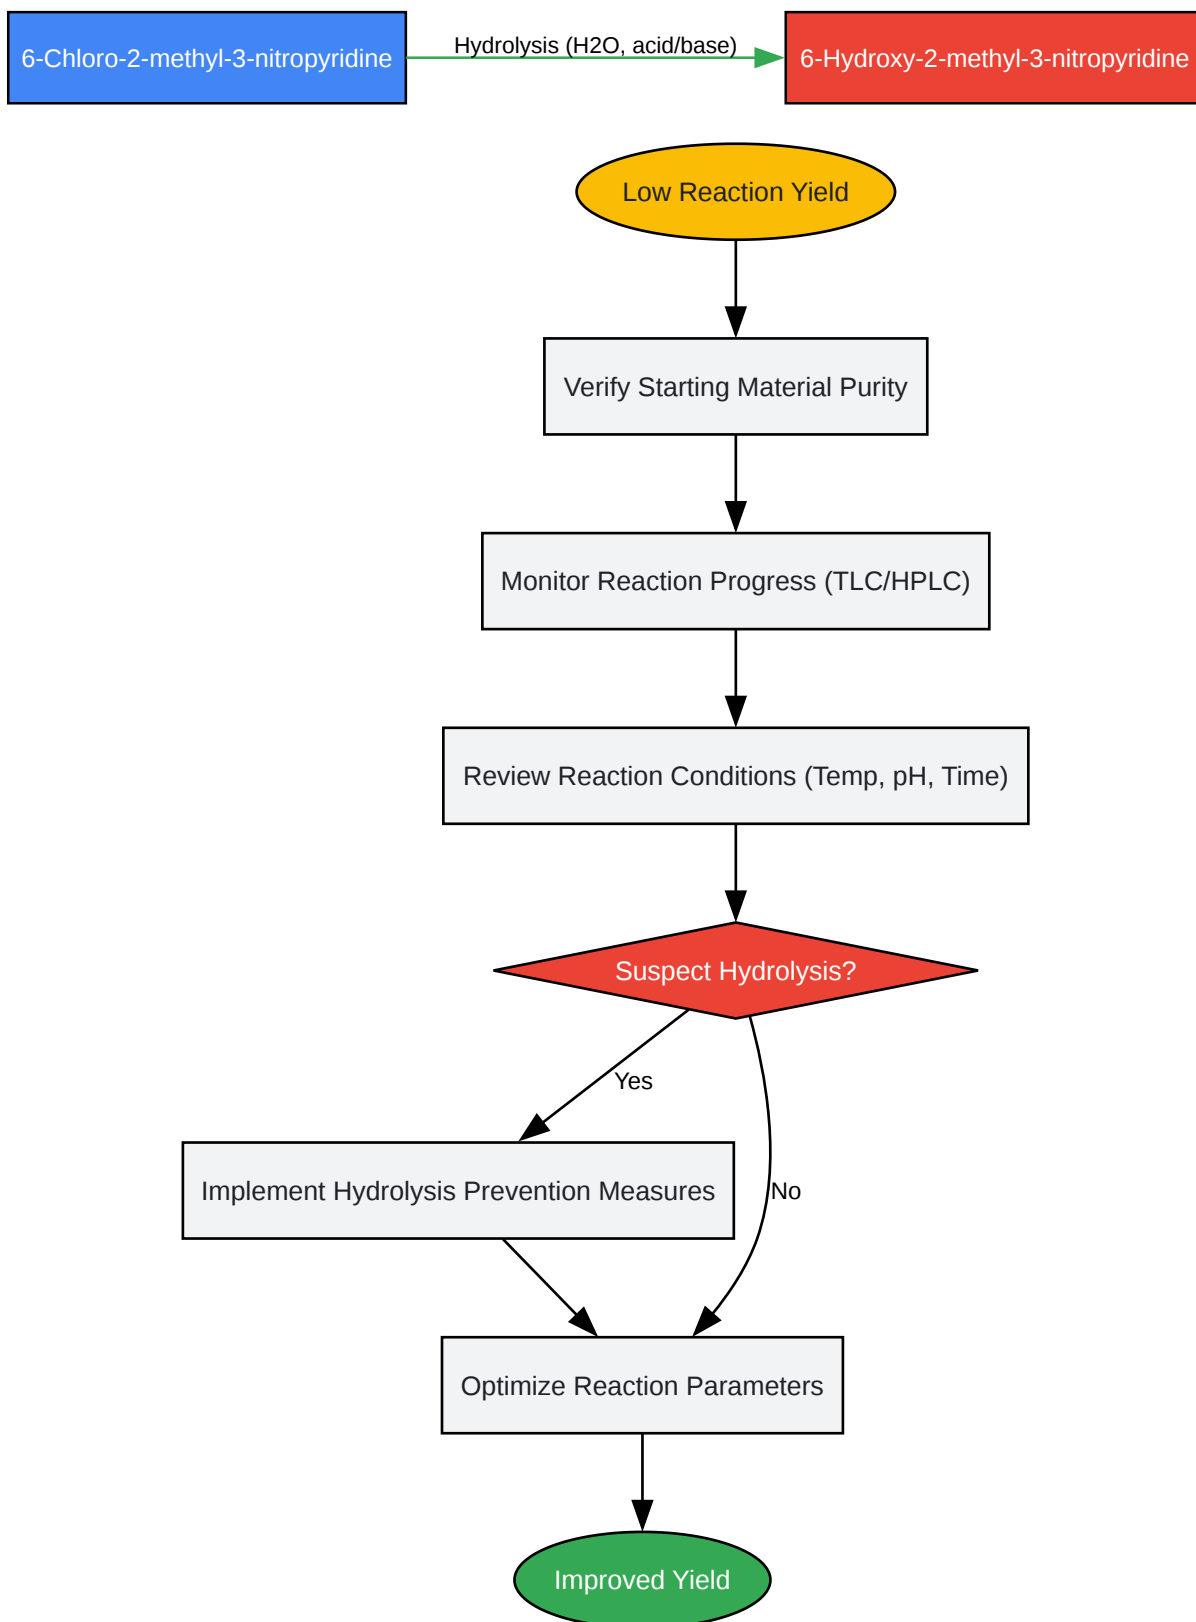 6-Chloro-2-methyl-3-nitropyridine
Hydrolysis (H2O, acid/base)
6-Hydroxy-2-methyl-3-nitropyridine
Low Reaction Yield
Verify Starting Material Purity
Monitor Reaction Progress (TLC/HPLC)
Review Reaction Conditions (Temp, pH, Time)
Suspect Hydrolysis?
Yes
Implement Hydrolysis Prevention Measures
No
Optimize Reaction Parameters
Improved Yield